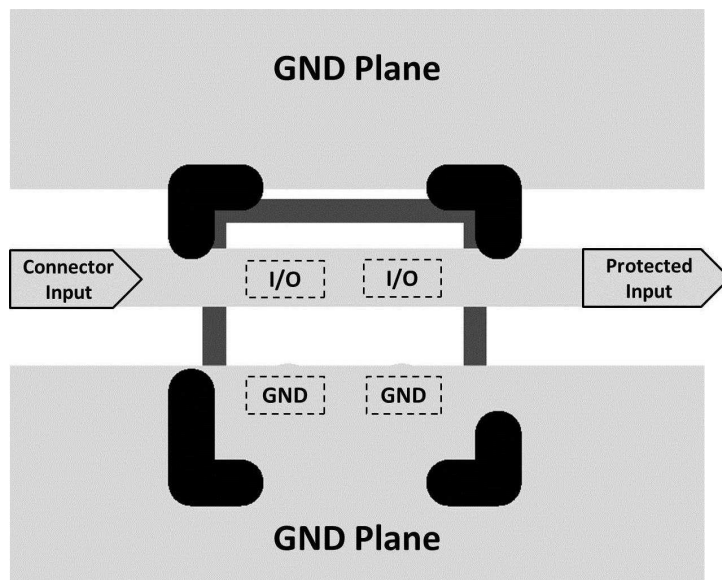 GND Plane
Connector
Input
I/O
I/O
Protected
Input
GND
GND
GND Plane